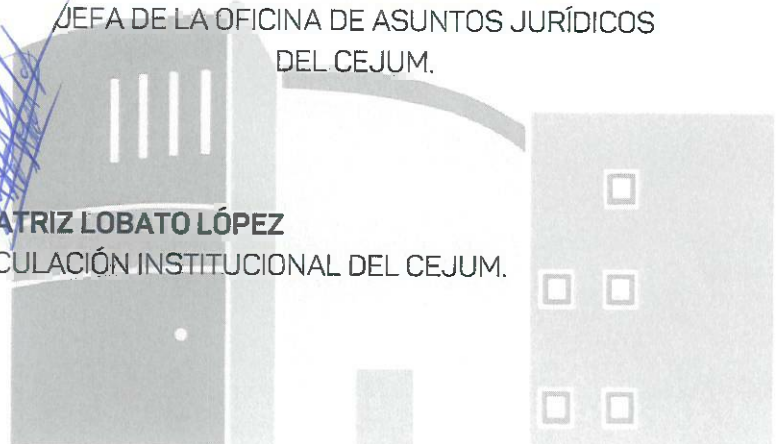 JEFA DE LA OFICINA DE ASUNTOS JURÍDICOS
DEL CEJUM.
ATRIZ LOBATO LÓPEZ
CULACIÓN INSTITUCIONAL DEL CEJUM.